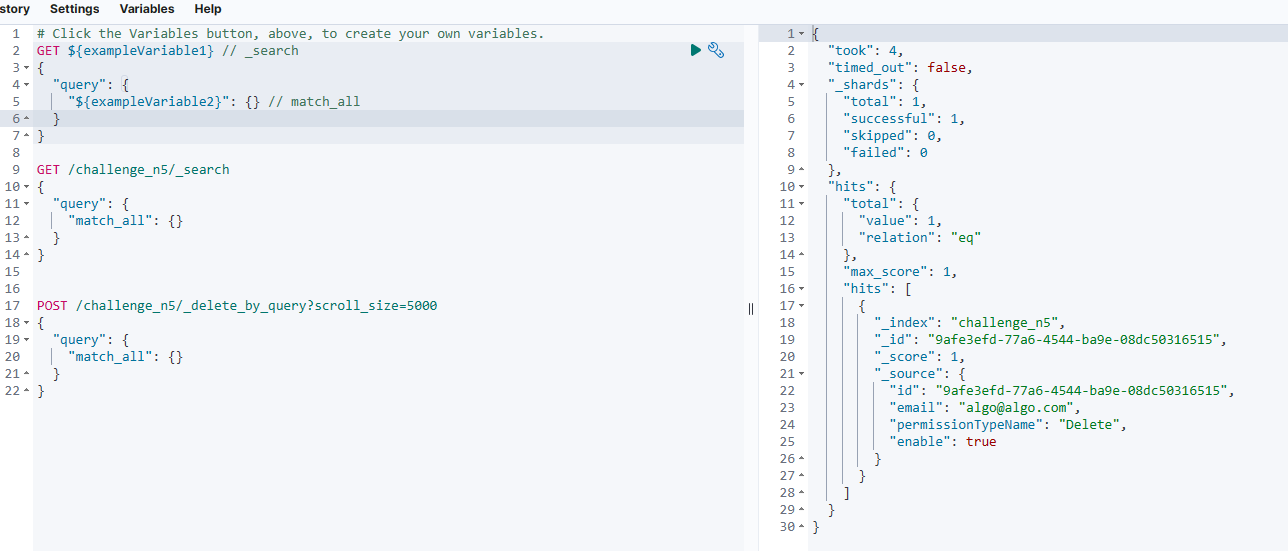 story Settings Variables Help
1 # Click the Variables button, above, to create your own variables.
2 GET ${exampleVariable1} // _search
3 {
4 "query": {
5 "${exampleVariable2}": {} // match_all
6 }
7 }
8
9 GET /challenge_n5/_search
10 {
11 "query": {
12 "match_all": {}
13 }
14 }
15
16
17 POST /challenge_n5/_delete_by_query?scroll_size=5000
18 {
19 "query": {
20 "match_all": {}
21 }
22 }
1 {
2 "took": 4,
3 "timed_out": false,
4 "_shards": {
5 "total": 1,
6 "successful": 1,
7 "skipped": 0,
8 "failed": 0
9 },
10 "hits": {
11 "total": {
12 "value": 1,
13 "relation": "eq"
14 },
15 "max_score": 1,
16 "hits": [
17 {
18 "_index": "challenge_n5",
19 "_id": "9afe3efd-77a6-4544-ba9e-08dc50316515",
20 "_score": 1,
21 "_source": {
22 "id": "9afe3efd-77a6-4544-ba9e-08dc50316515",
23 "email": "algo@algo.com",
24 "permissionTypeName": "Delete",
25 "enable": true
26 }
27 }
28 ]
29 }
30 }